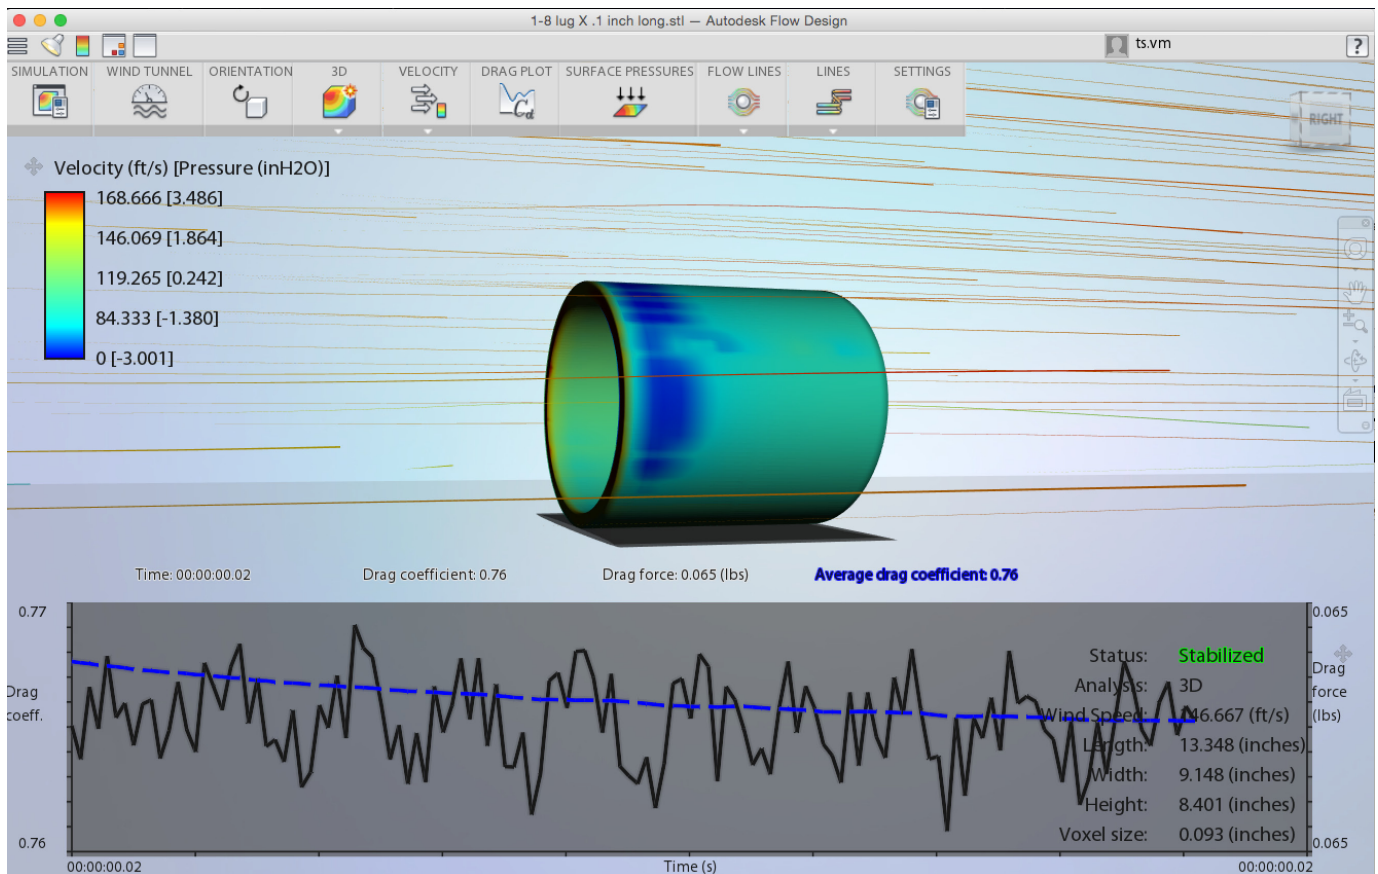 1-8 lug X .1 inch long.stl — Autodesk Flow Design
ts.vm
?
SIMULATION WIND TUNNEL ORIENTATION 3D VELOCITY DRAG PLOT SURFACE PRESSURES FLOW LINES LINES SETTINGS
Cd
RIGHT
Velocity (ft/s) [Pressure (inH2O)]
168.666 [3.486]
146.069 [1.864]
119.265 [0.242]
84.333 [-1.380]
0 [-3.001]
Time: 00:00:00.02 Drag coefficient: 0.76 Drag force: 0.065 (lbs) Average drag coefficient: 0.76
0.77
Drag
coeff.
0.76
Status: Stabilized
Analysis: 3D
Wind Speed: 46.667 (ft/s)
Length: 13.348 (inches)
Width: 9.148 (inches)
Height: 8.401 (inches)
Voxel size: 0.093 (inches)
0.065
Drag
force
(lbs)
0.065
00:00:00.02 Time (s) 00:00:00.02